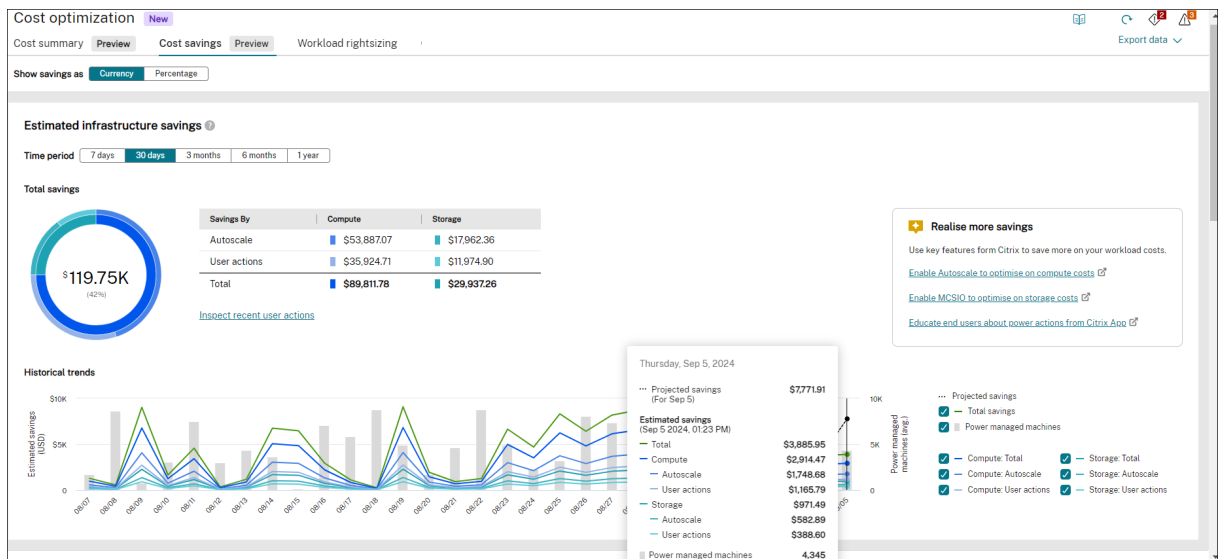 Cost optimization New
2 3
Cost summary Preview Cost savings Preview Workload rightsizing
Export data
Show savings as Currency Percentage
Estimated infrastructure savings ?
Time period 7 days 30 days 3 months 6 months 1 year
Total savings
Savings By Compute Storage
Autoscale $53,887.07 $17,962.36
User actions $35,924.71 $11,974.90
Total $89,811.78 $29,937.26
$119.75K
(42%)
Inspect recent user actions
Realise more savings
Use key features form Citrix to save more on your workload costs.
Enable Autoscale to optimise on compute costs
Enable MCSIO to optimise on storage costs
Educate end users about power actions from Citrix App
Historical trends
Estimated savings
(USD)
$10K
$5K
0
08/07 08/08 08/09 08/10 08/11 08/12 08/13 08/14 08/15 08/16 08/17 08/18 08/19 08/20 08/21 08/22 08/23 08/24 08/25 08/26 08/27
/05
Thursday, Sep 5, 2024
Projected savings $7,771.91
(For Sep 5)
Estimated savings
(Sep 5 2024, 01:23 PM)
Total $3,885.95
Compute $2,914.47
Autoscale $1,748.68
User actions $1,165.79
Storage $971.49
Autoscale $582.89
User actions $388.60
Power managed machines 4,345
10K
5K
0
Power managed
machines (avg.)
Projected savings
Total savings
Power managed machines
Compute: Total Storage: Total
Compute: Autoscale Storage: Autoscale
Compute: User actions Storage: User actions